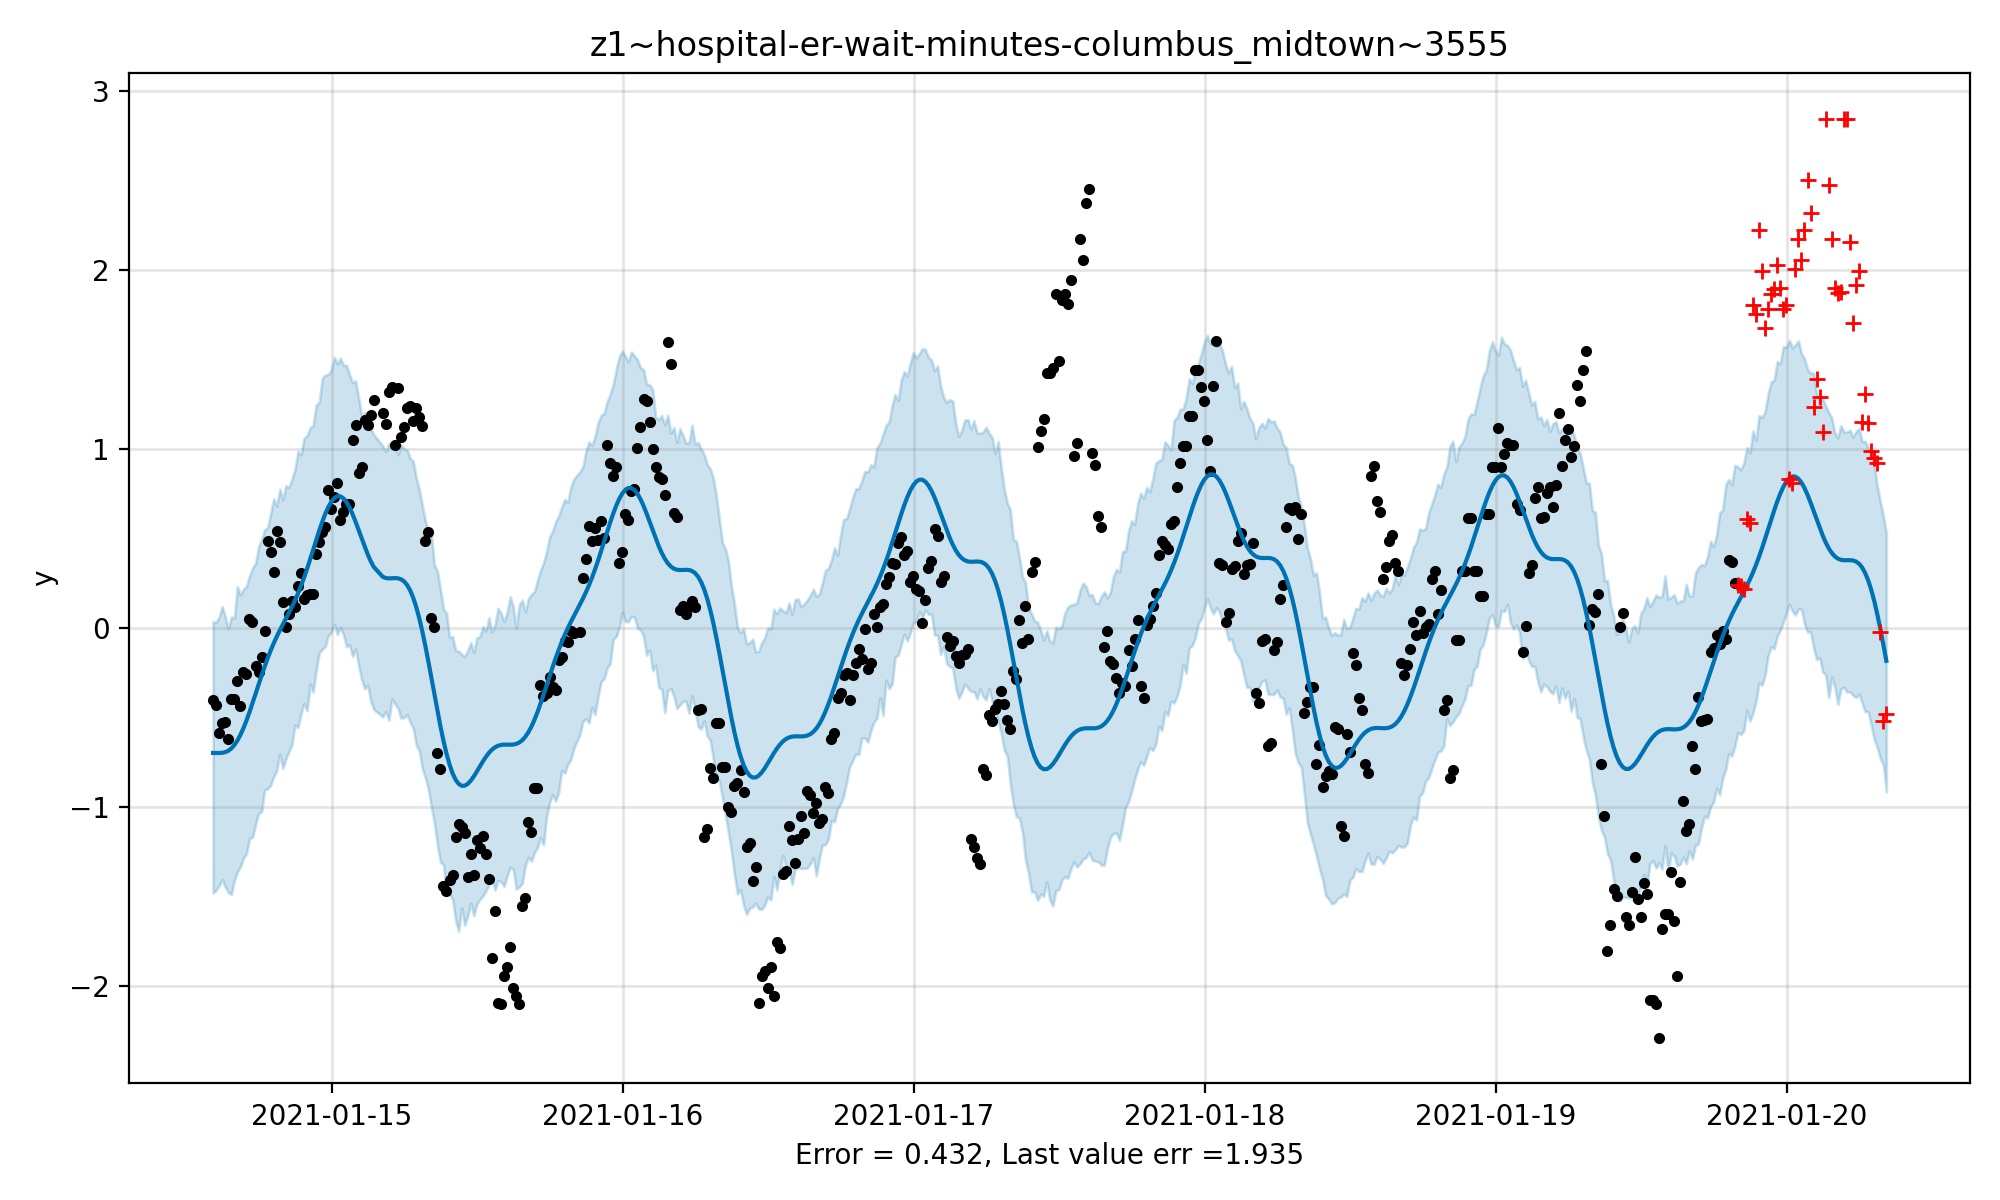 z1~hospital-er-wait-minutes-columbus_midtown~3555
3
2
1
0
−1
−2
y
2021-01-15 2021-01-16 2021-01-17 2021-01-18 2021-01-19 2021-01-20
Error = 0.432, Last value err =1.935